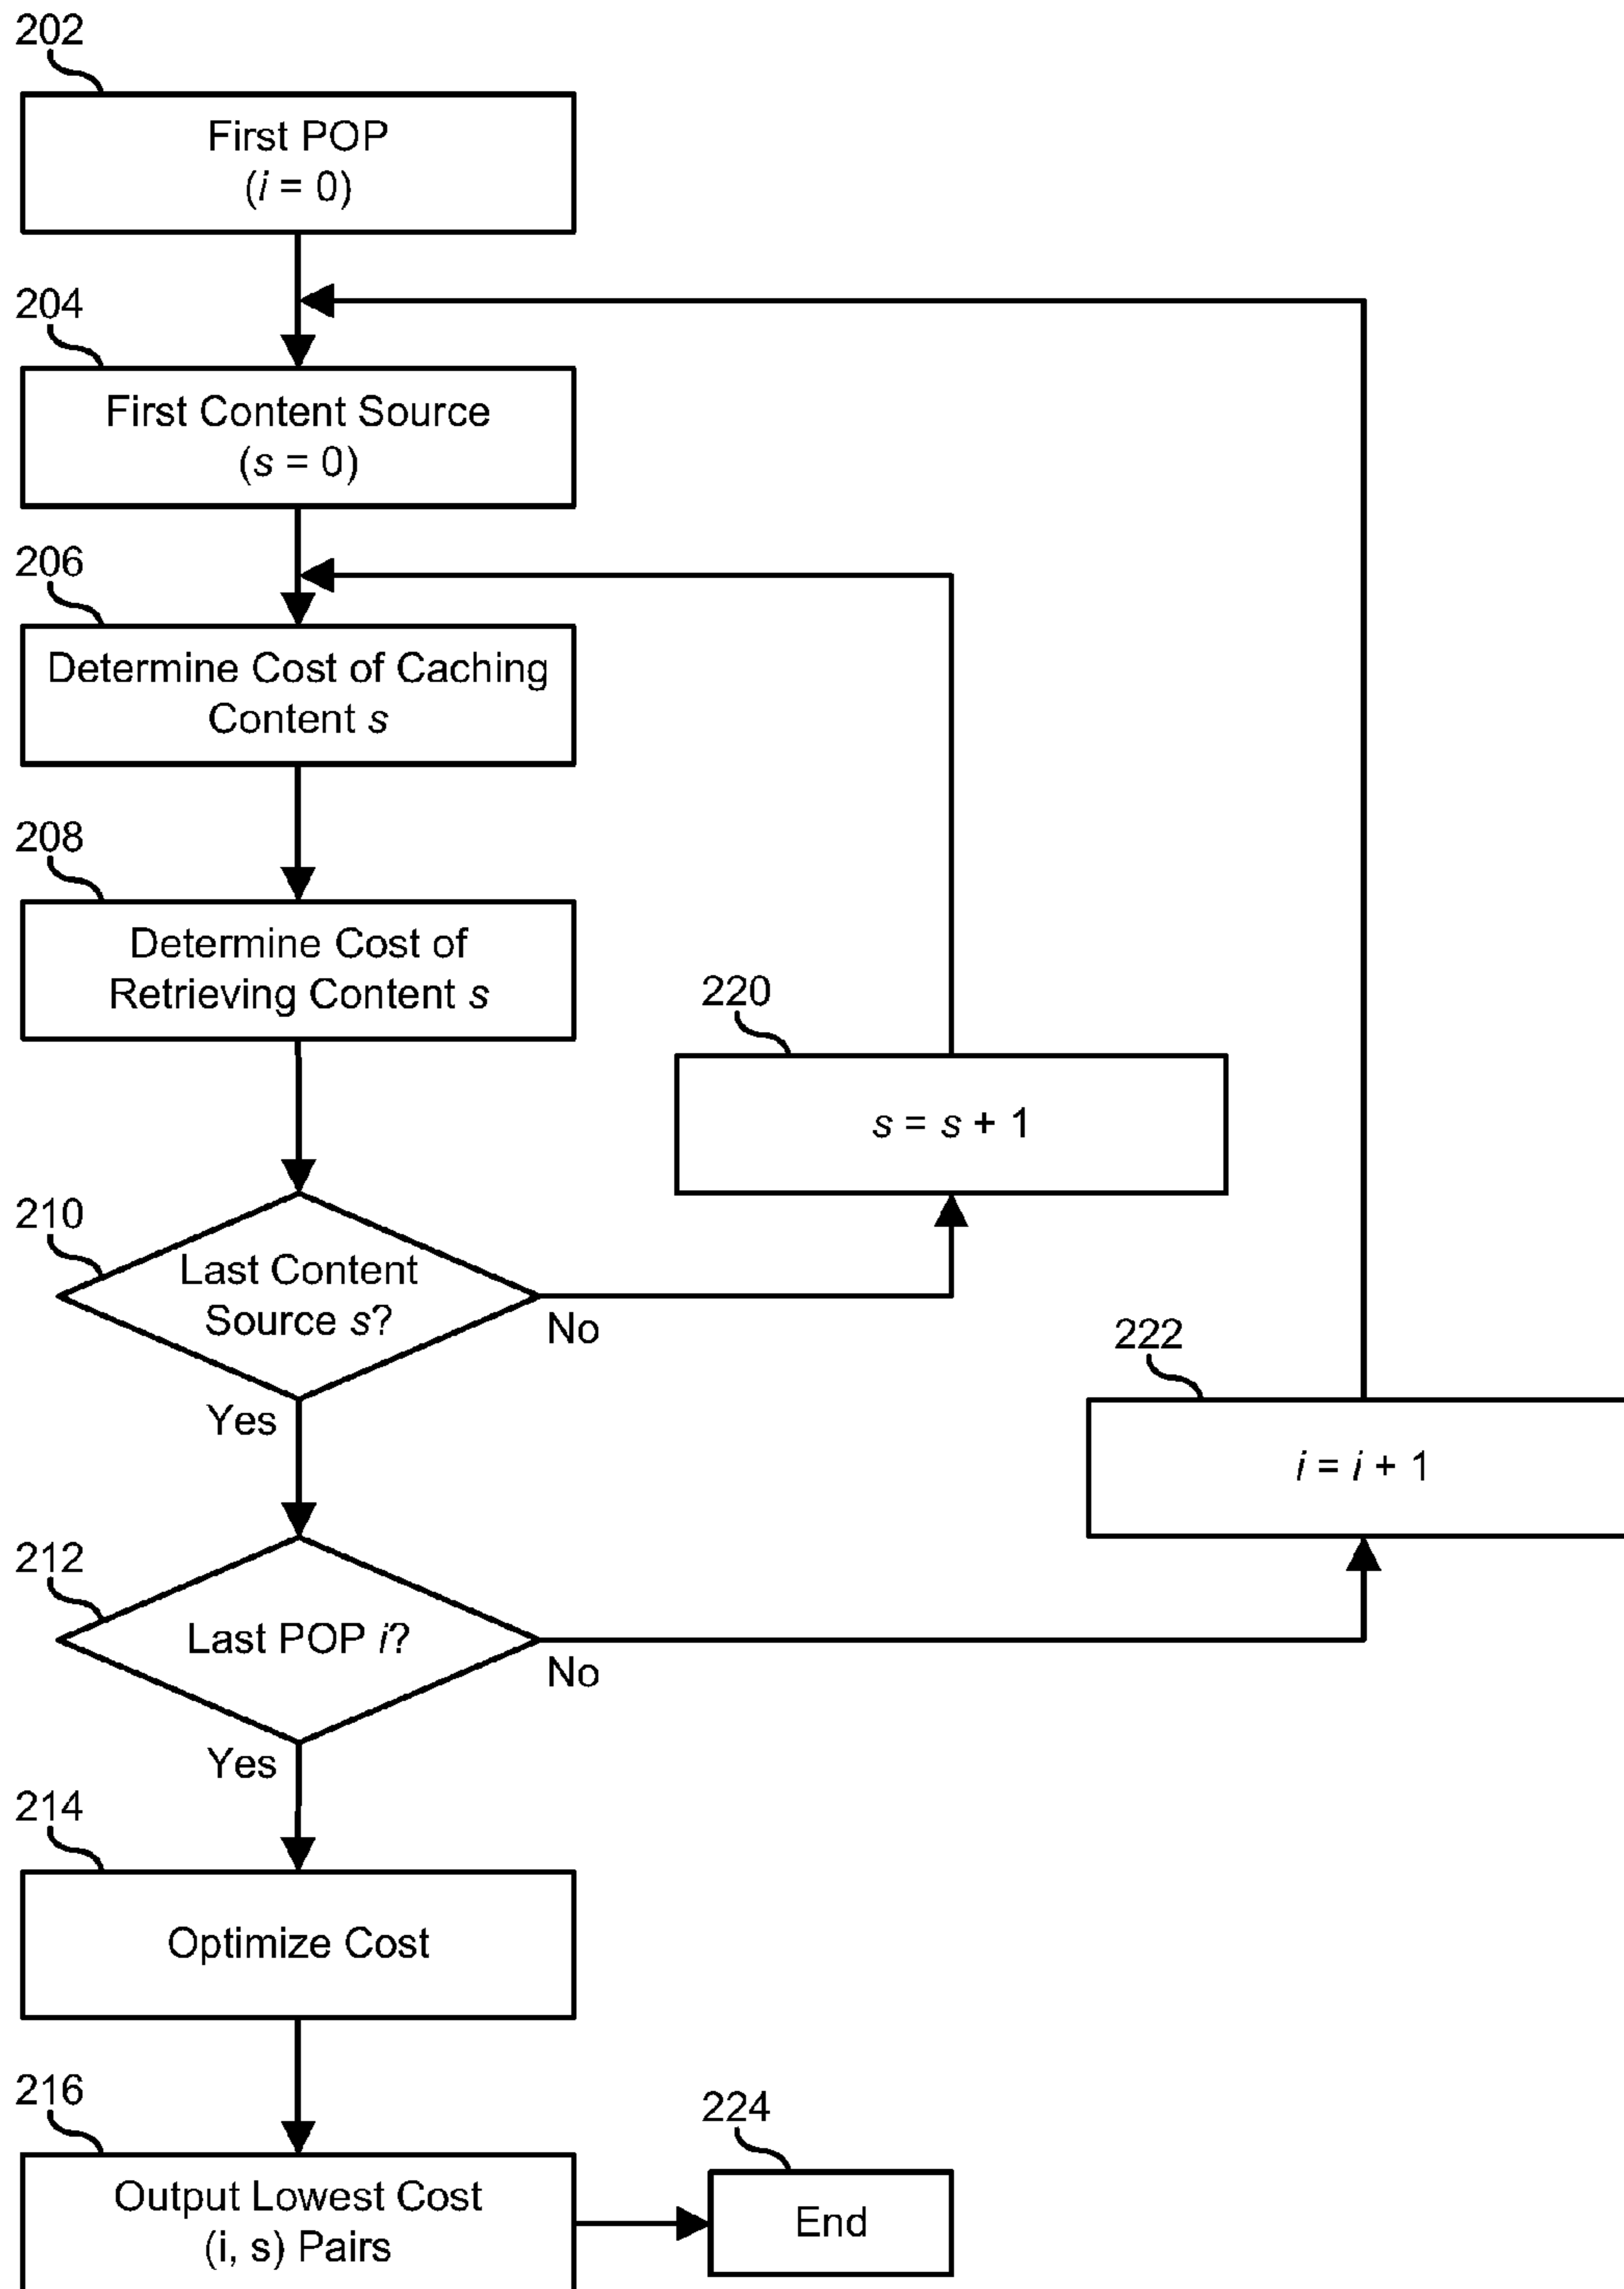 202
First POP
(i = 0)
204
First Content Source
(s = 0)
206
Determine Cost of Caching
Content s
208
Determine Cost of
Retrieving Content s
220
s = s + 1
210
Last Content
Source s?
No
Yes
222
i = i + 1
212
Last POP i?
No
Yes
214
Optimize Cost
216
Output Lowest Cost
(i, s) Pairs
224
End